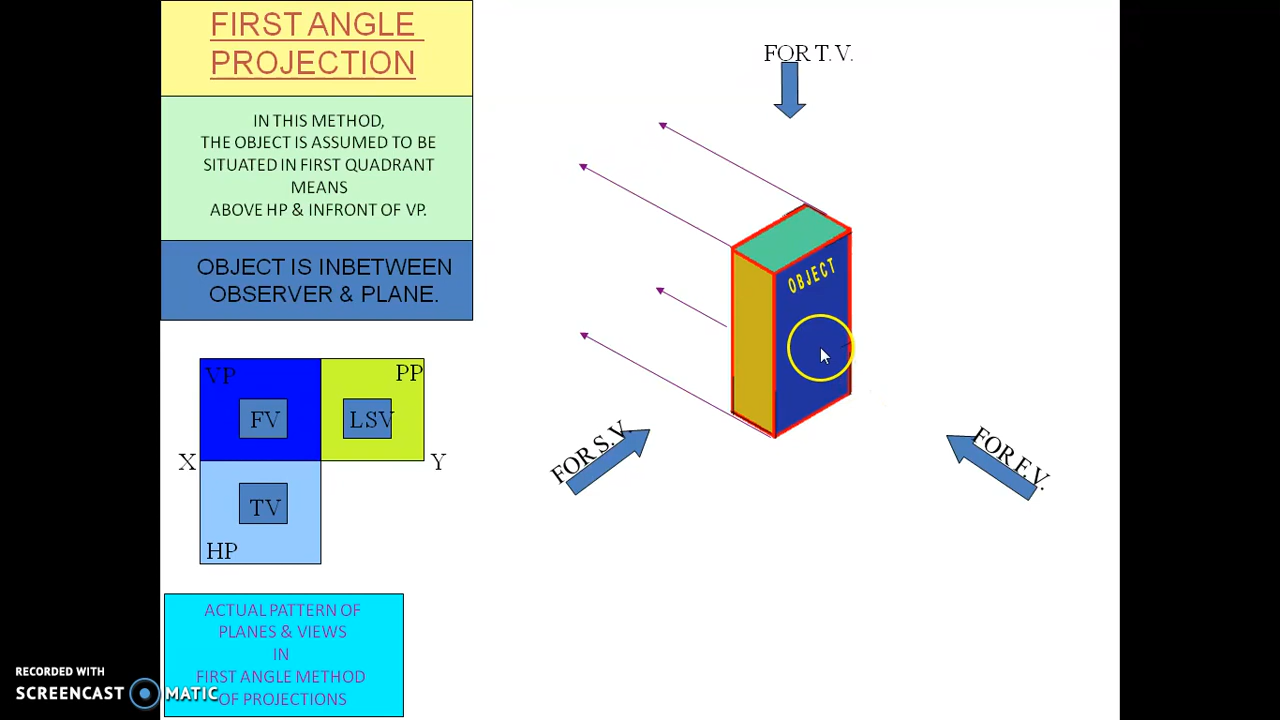 FIRST ANGLE
PROJECTION
IN THIS METHOD,
THE OBJECT IS ASSUMED TO BE
SITUATED IN FIRST QUADRANT
MEANS
ABOVE HP & INFRONT OF VP.
OBJECT IS INBETWEEN
OBSERVER & PLANE.
VP
PP
FV
LSV
X
Y
TV
HP
ACTUAL PATTERN OF
PLANES & VIEWS
IN
FIRST ANGLE METHOD
OF PROJECTIONS
FOR T.V.
OBJECT
FOR S.V.
FOR F.V.
RECORDED WITH
SCREENCAST MATIC